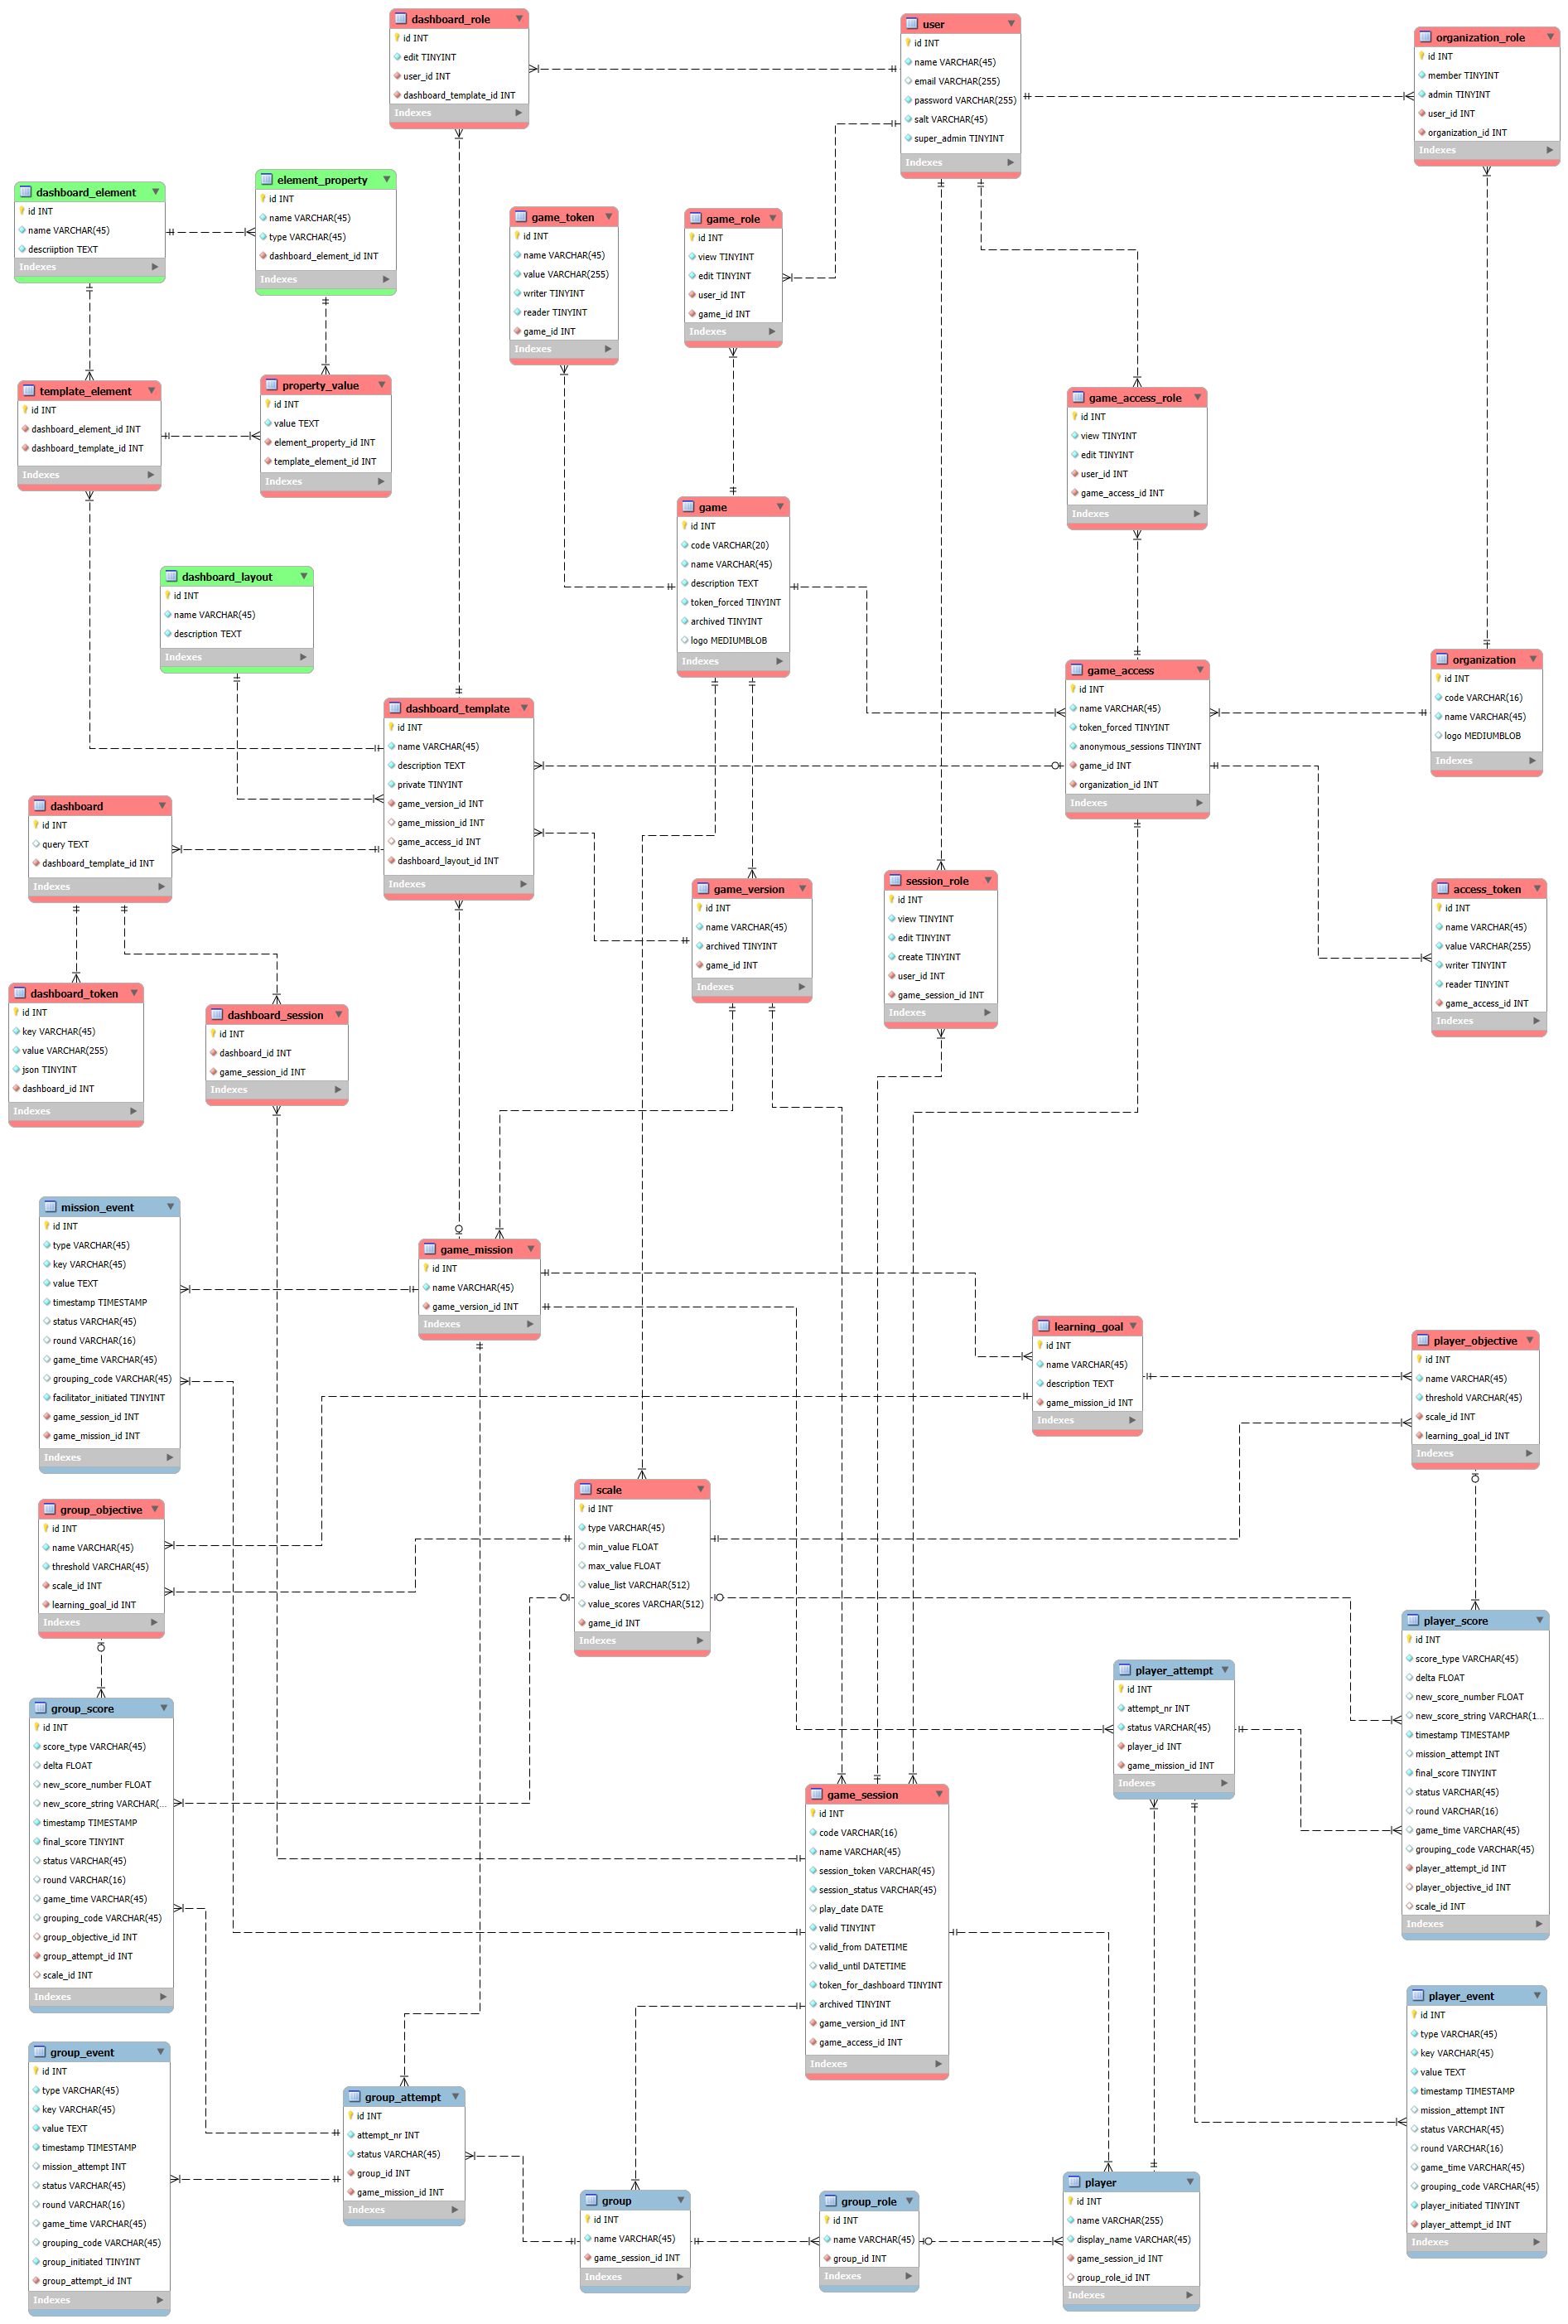 dashboard_role
id INT
edit TINYINT
user_id INT
dashboard_template_id INT
Indexes
user
id INT
name VARCHAR(45)
email VARCHAR(255)
password VARCHAR(255)
salt VARCHAR(45)
super_admin TINYINT
Indexes
organization_role
id INT
member TINYINT
admin TINYINT
user_id INT
organization_id INT
Indexes
dashboard_element
id INT
name VARCHAR(45)
descriiption TEXT
Indexes
element_property
id INT
name VARCHAR(45)
type VARCHAR(45)
dashboard_element_id INT
Indexes
game_token
id INT
name VARCHAR(45)
value VARCHAR(255)
writer TINYINT
reader TINYINT
game_id INT
Indexes
game_role
id INT
view TINYINT
edit TINYINT
user_id INT
game_id INT
Indexes
template_element
id INT
dashboard_element_id INT
dashboard_template_id INT
Indexes
property_value
id INT
value TEXT
element_property_id INT
template_element_id INT
Indexes
game_access_role
id INT
view TINYINT
edit TINYINT
user_id INT
game_access_id INT
Indexes
game
id INT
code VARCHAR(20)
name VARCHAR(45)
description TEXT
token_forced TINYINT
archived TINYINT
logo MEDIUMBLOB
Indexes
dashboard_layout
id INT
name VARCHAR(45)
description TEXT
Indexes
dashboard_template
id INT
name VARCHAR(45)
description TEXT
private TINYINT
game_version_id INT
game_mission_id INT
game_access_id INT
dashboard_layout_id INT
Indexes
game_access
id INT
name VARCHAR(45)
token_forced TINYINT
anonymous_sessions TINYINT
game_id INT
organization_id INT
Indexes
organization
id INT
code VARCHAR(16)
name VARCHAR(45)
logo MEDIUMBLOB
Indexes
dashboard
id INT
query TEXT
dashboard_template_id INT
Indexes
game_version
id INT
name VARCHAR(45)
archived TINYINT
game_id INT
Indexes
session_role
id INT
view TINYINT
edit TINYINT
create TINYINT
user_id INT
game_session_id INT
Indexes
access_token
id INT
name VARCHAR(45)
value VARCHAR(255)
writer TINYINT
reader TINYINT
game_access_id INT
Indexes
dashboard_token
id INT
key VARCHAR(45)
value VARCHAR(255)
json TINYINT
dashboard_id INT
Indexes
dashboard_session
id INT
dashboard_id INT
game_session_id INT
Indexes
mission_event
id INT
type VARCHAR(45)
key VARCHAR(45)
value TEXT
timestamp TIMESTAMP
status VARCHAR(45)
round VARCHAR(16)
game_time VARCHAR(45)
grouping_code VARCHAR(45)
facilitator_initiated TINYINT
game_session_id INT
game_mission_id INT
Indexes
game_mission
id INT
name VARCHAR(45)
game_version_id INT
Indexes
learning_goal
id INT
name VARCHAR(45)
description TEXT
game_mission_id INT
Indexes
player_objective
id INT
name VARCHAR(45)
threshold VARCHAR(45)
scale_id INT
learning_goal_id INT
Indexes
group_objective
id INT
name VARCHAR(45)
threshold VARCHAR(45)
scale_id INT
learning_goal_id INT
Indexes
scale
id INT
type VARCHAR(45)
min_value FLOAT
max_value FLOAT
value_list VARCHAR(512)
value_scores VARCHAR(512)
game_id INT
Indexes
player_score
id INT
score_type VARCHAR(45)
delta FLOAT
new_score_number FLOAT
new_score_string VARCHAR(1...
timestamp TIMESTAMP
mission_attempt INT
final_score TINYINT
status VARCHAR(45)
round VARCHAR(16)
game_time VARCHAR(45)
grouping_code VARCHAR(45)
player_attempt_id INT
player_objective_id INT
scale_id INT
Indexes
player_attempt
id INT
attempt_nr INT
status VARCHAR(45)
player_id INT
game_mission_id INT
Indexes
group_score
id INT
score_type VARCHAR(45)
delta FLOAT
new_score_number FLOAT
new_score_string VARCHAR(...
timestamp TIMESTAMP
final_score TINYINT
status VARCHAR(45)
round VARCHAR(16)
game_time VARCHAR(45)
grouping_code VARCHAR(45)
group_objective_id INT
group_attempt_id INT
scale_id INT
Indexes
game_session
id INT
code VARCHAR(16)
name VARCHAR(45)
session_token VARCHAR(45)
session_status VARCHAR(45)
play_date DATE
valid TINYINT
valid_from DATETIME
valid_until DATETIME
token_for_dashboard TINYINT
archived TINYINT
game_version_id INT
game_access_id INT
Indexes
player_event
id INT
type VARCHAR(45)
key VARCHAR(45)
value TEXT
timestamp TIMESTAMP
mission_attempt INT
status VARCHAR(45)
round VARCHAR(16)
game_time VARCHAR(45)
grouping_code VARCHAR(45)
player_initiated TINYINT
player_attempt_id INT
Indexes
group_event
id INT
type VARCHAR(45)
key VARCHAR(45)
value TEXT
timestamp TIMESTAMP
mission_attempt INT
status VARCHAR(45)
round VARCHAR(16)
game_time VARCHAR(45)
grouping_code VARCHAR(45)
group_initiated TINYINT
group_attempt_id INT
Indexes
group_attempt
id INT
attempt_nr INT
status VARCHAR(45)
group_id INT
game_mission_id INT
Indexes
group
id INT
name VARCHAR(45)
game_session_id INT
Indexes
group_role
id INT
name VARCHAR(45)
group_id INT
Indexes
player
id INT
name VARCHAR(255)
display_name VARCHAR(45)
game_session_id INT
group_role_id INT
Indexes